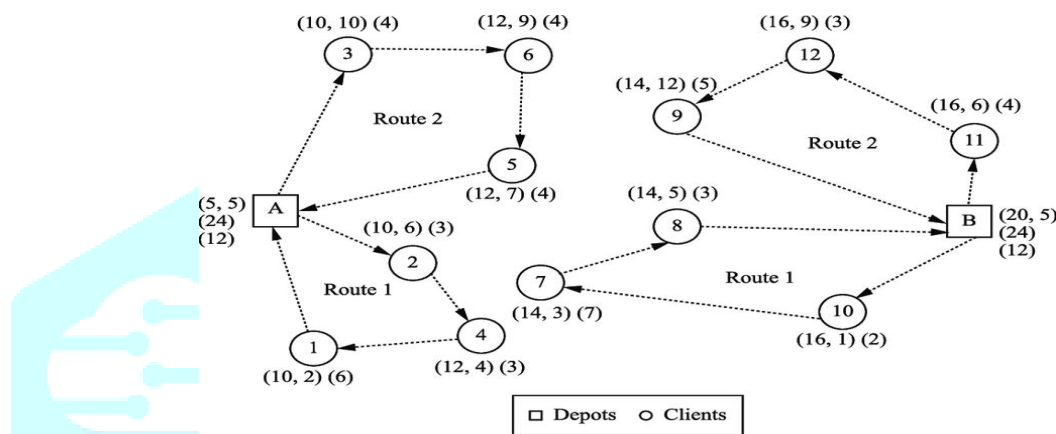 (10, 10) (4)
3
(12, 9) (4)
6
(16, 9) (3)
12
(14, 12) (5)
9
(16, 6) (4)
11
Route 2
Route 2
5
(12, 7) (4)
(5, 5)
(24)
(12)
A
(10, 6) (3)
2
(14, 5) (3)
8
B
(20, 5)
(24)
(12)
Route 1
7
(14, 3) (7)
Route 1
10
(16, 1) (2)
1
(10, 2) (6)
4
(12, 4) (3)
Depots
Clients